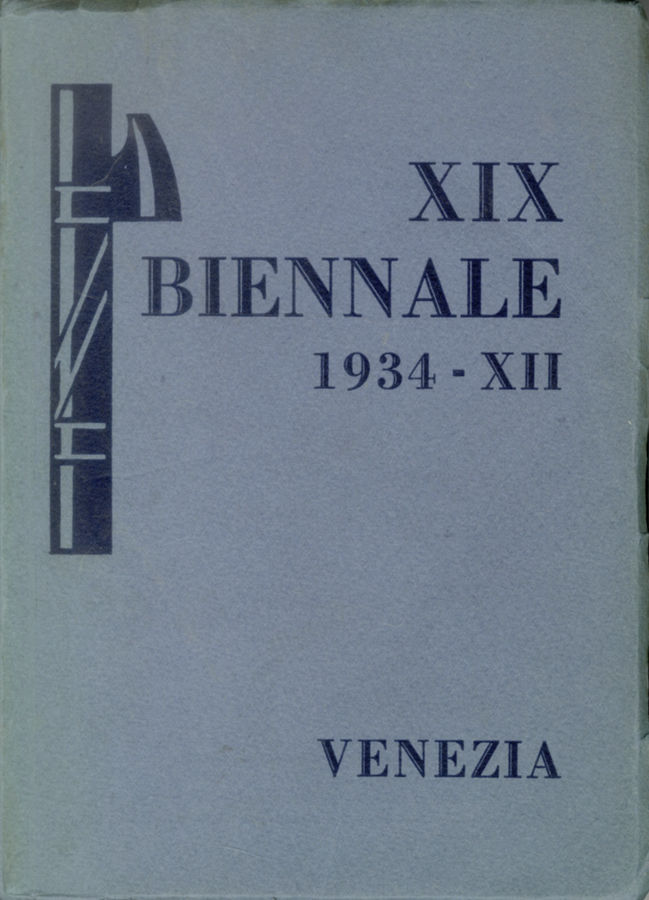 XIX
BIENNALE
1934 - XII
VENEZIA